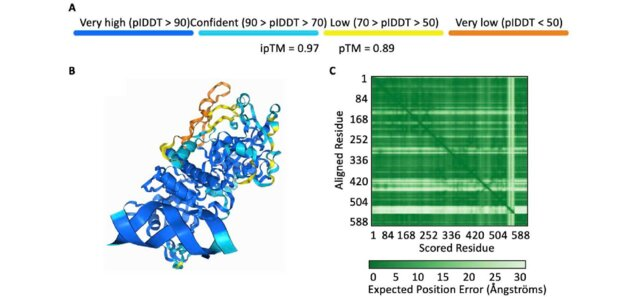 A
Very high (pIDDT > 90) Confident (90 > pIDDT > 70) Low (70 > pIDDT > 50) Very low (pIDDT < 50)
ipTM = 0.97 pTM = 0.89
B
C
1
84
168
252
336
420
504
588
Aligned Residue
1 84 168 252 336 420 504 588
Scored Residue
0 5 10 15 20 25 30
Expected Position Error (Ångströms)